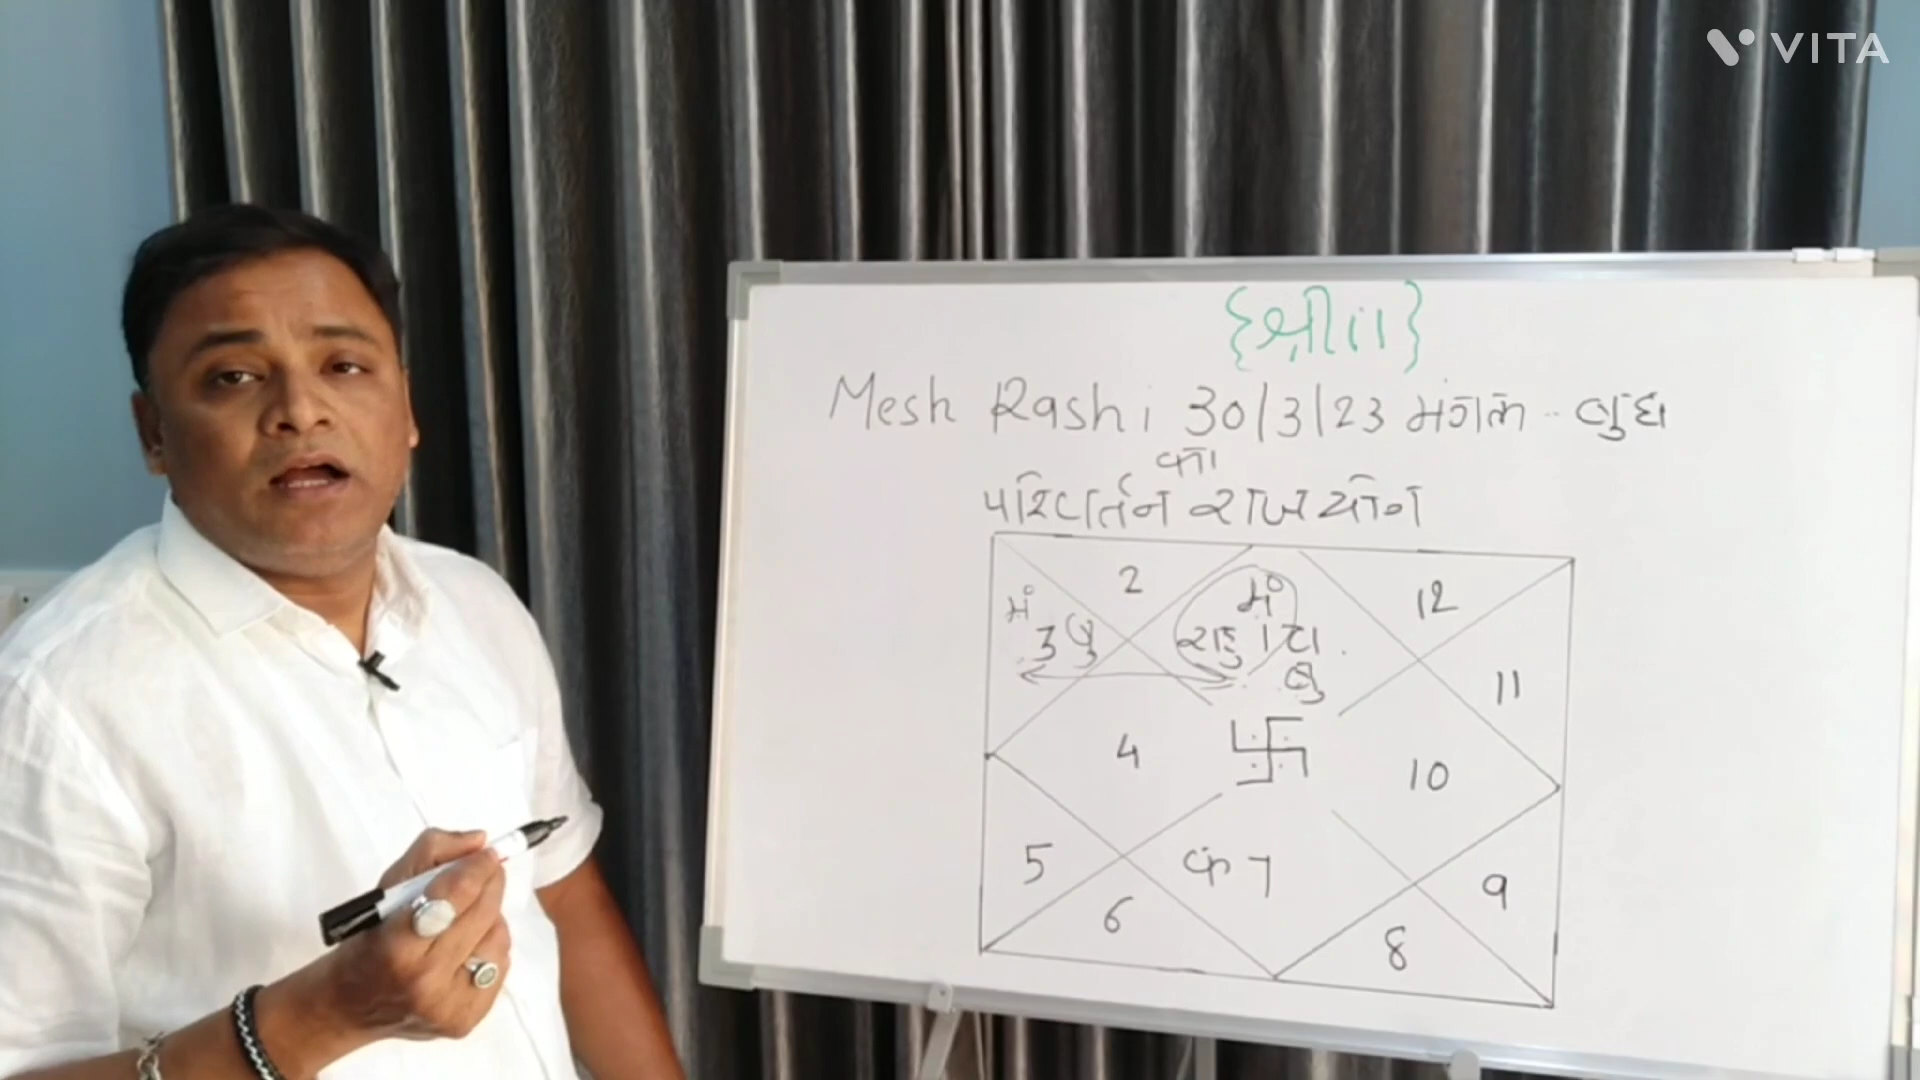 VITA
{श्री।।}
Mesh Rashi 30/3/23 मंगल - बुध
का
परिवर्तन राजयोग
2
मं
12
मं
3 बु
राहु 1
बु
11
4
10
5
के 7
9
6
8